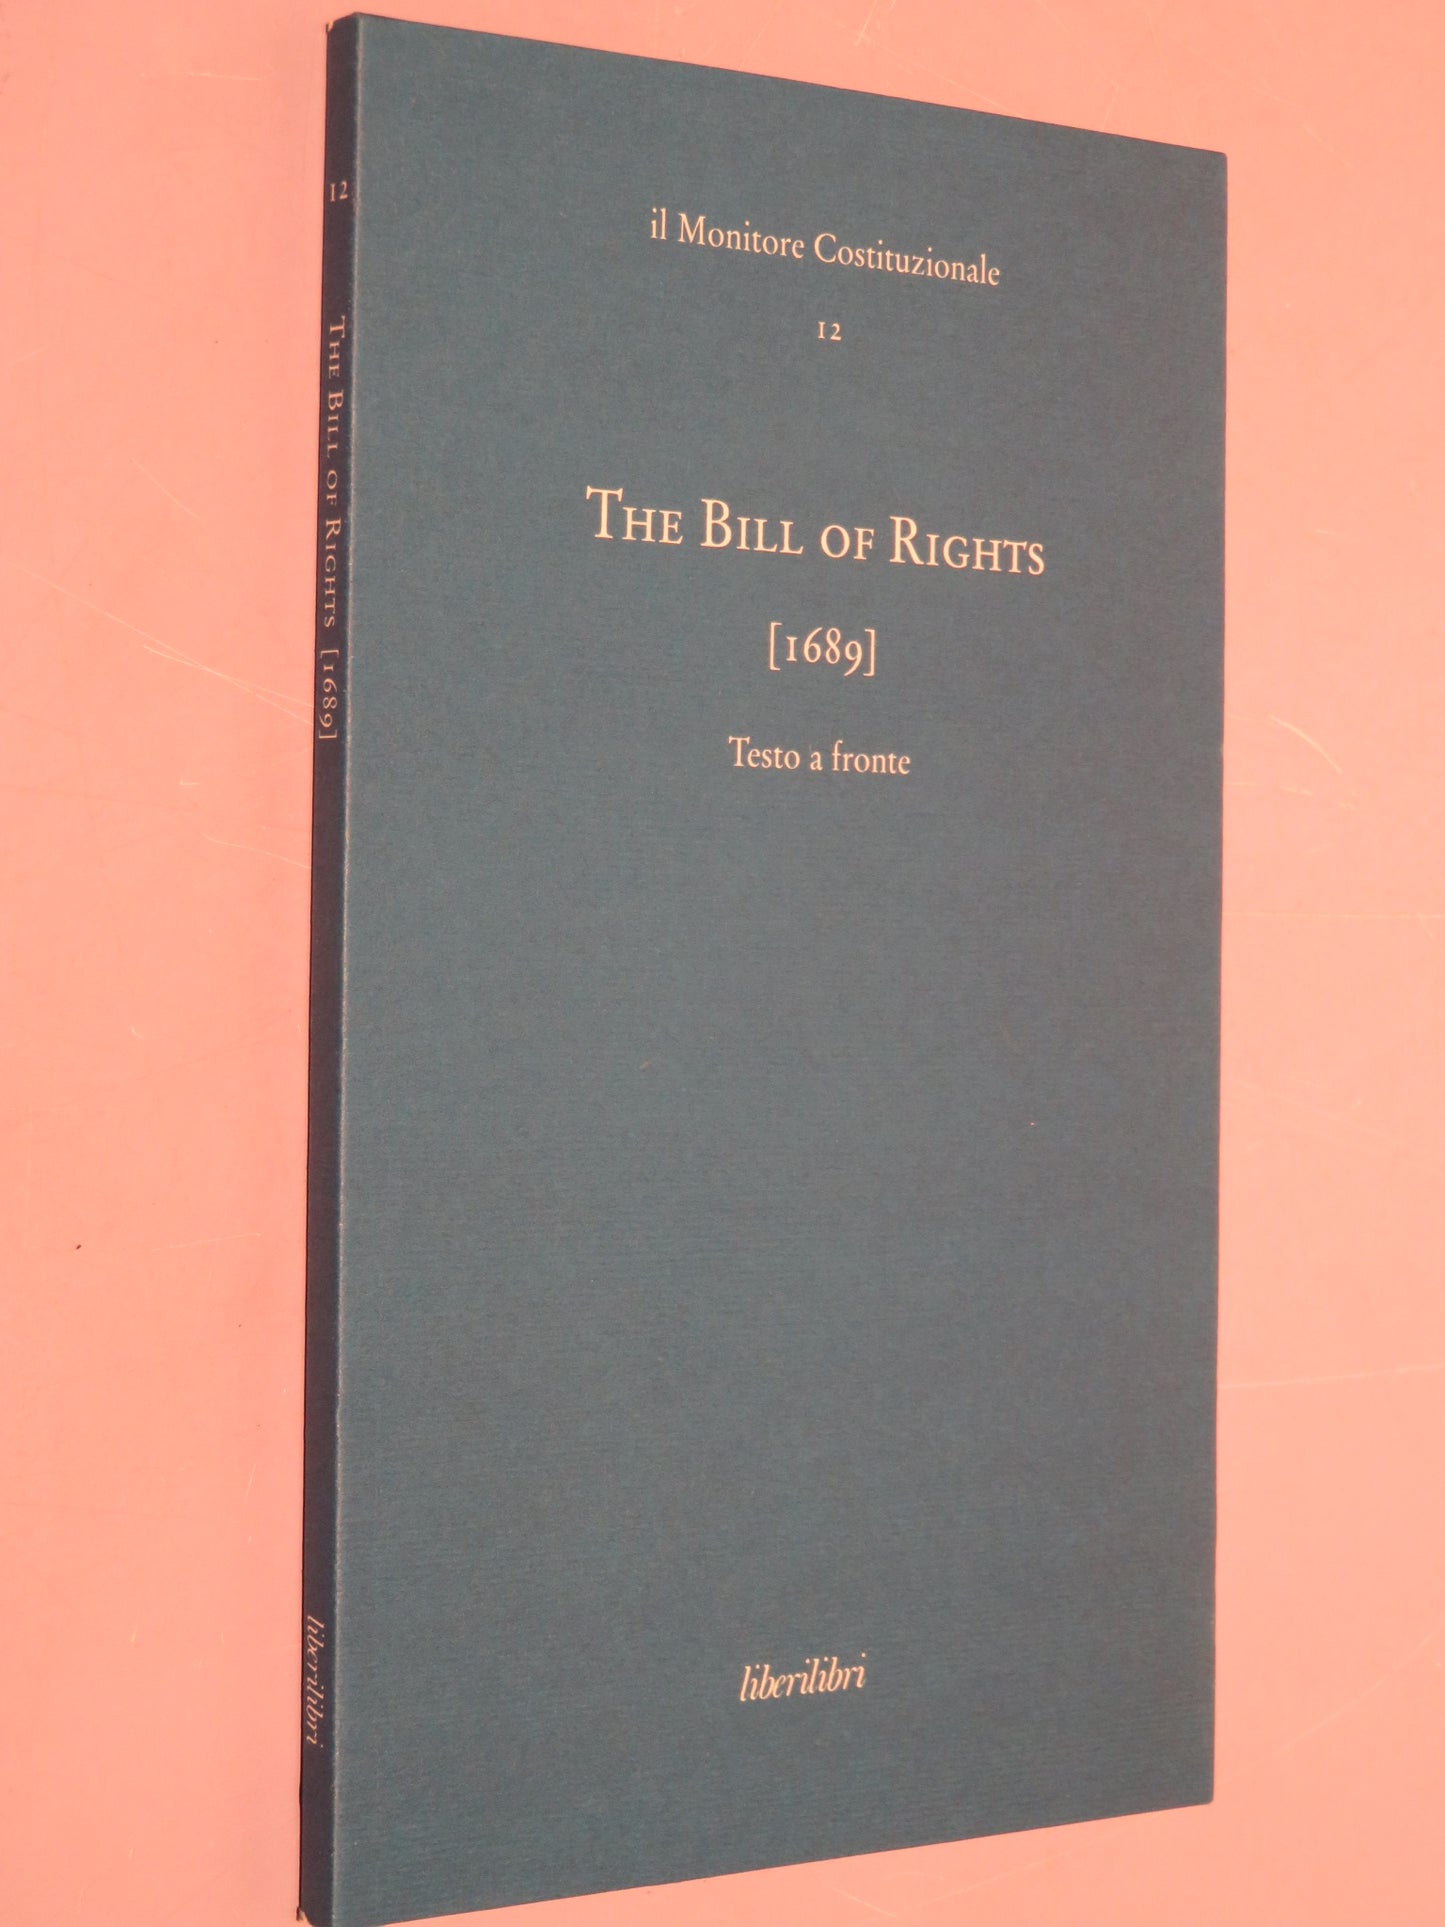 il Monitore Costituzionale
12
The Bill of Rights
[1689]
Testo a fronte
liberilibri
12
The Bill of Rights [1689]
liberilibri